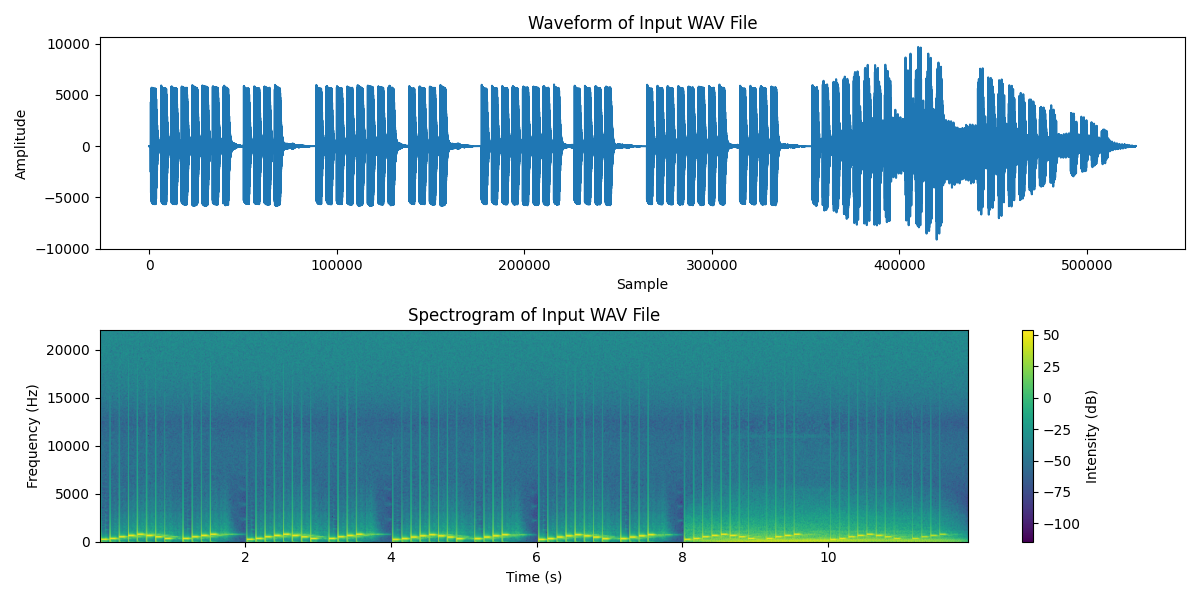 Waveform of Input WAV File
10000
5000
0
−5000
−10000
Amplitude
0 100000 200000 300000 400000 500000
Sample
Spectrogram of Input WAV File
20000
15000
10000
5000
0
Frequency (Hz)
2 4 6 8 10
Time (s)
50
25
0
−25
−50
−75
−100
Intensity (dB)